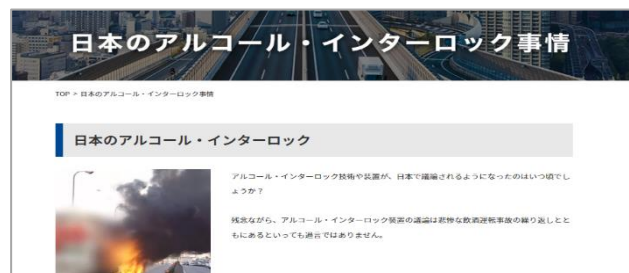 日本のアルコール・インターロック事情
TOP > 日本のアルコール・インターロック事情
日本のアルコール・インターロック
アルコール・インターロック技術や装置が、日本で議論されるようになったのはいつ頃でし
ょうか？
残念ながら、アルコール・インターロック装置の議論は悲惨な飲酒運転事故の繰り返しとと
もにあるといっても過言ではありません。